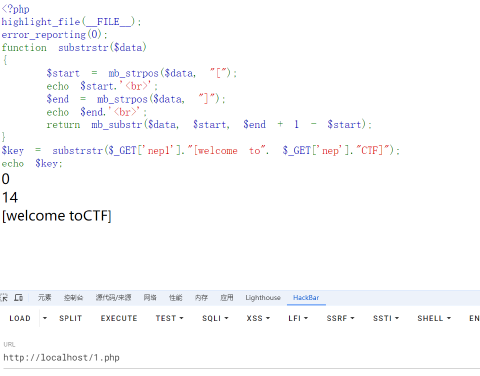 <?php
highlight_file(__FILE__);
error_reporting(0);
function substrstr($data)
{
$start = mb_strpos($data, "[");
echo $start.'<br>';
$end = mb_strpos($data, "]");
echo $end.'<br>';
return mb_substr($data, $start, $end + 1 - $start);
}
$key = substrstr($_GET['nep1']."[welcome to". $_GET['nep']."CTF]");
echo $key;
0
14
[welcome toCTF]
元素 控制台 源代码/来源 网络 性能 内存 应用 Lighthouse HackBar
LOAD SPLIT EXECUTE TEST SQLI XSS LFI SSRF SSTI SHELL EN
URL
http://localhost/1.php